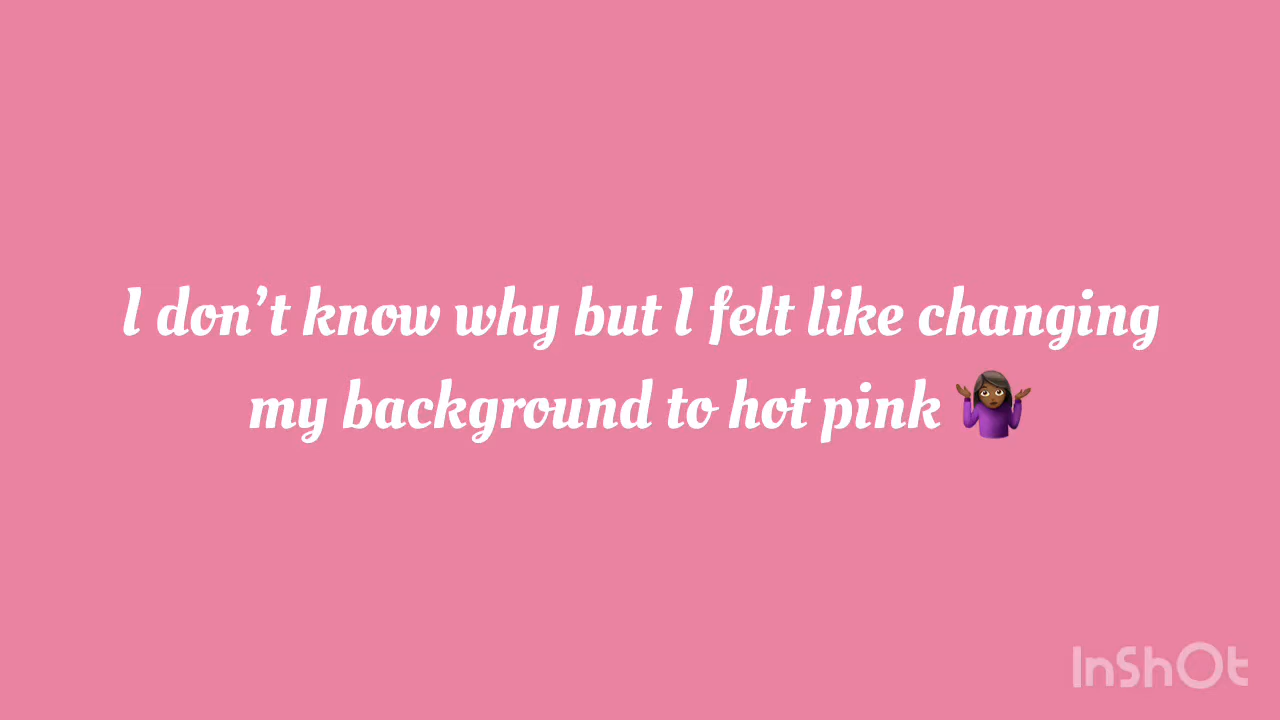 I don’t know why but I felt like changing
my background to hot pink 🤷🏾‍♀️
InShOt